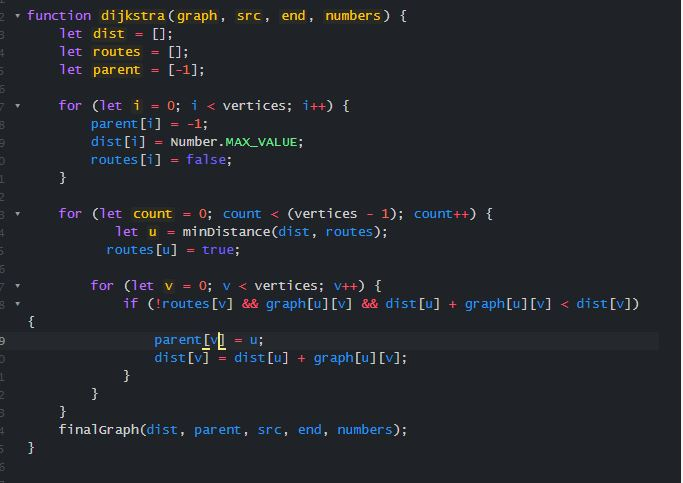 function dijkstra(graph, src, end, numbers) {
let dist = [];
let routes = [];
let parent = [-1];
for (let i = 0; i < vertices; i++) {
parent[i] = -1;
dist[i] = Number.MAX_VALUE;
routes[i] = false;
}
for (let count = 0; count < (vertices - 1); count++) {
let u = minDistance(dist, routes);
routes[u] = true;
for (let v = 0; v < vertices; v++) {
if (!routes[v] && graph[u][v] && dist[u] + graph[u][v] < dist[v])
{
parent[v] = u;
dist[v] = dist[u] + graph[u][v];
}
}
}
finalGraph(dist, parent, src, end, numbers);
}